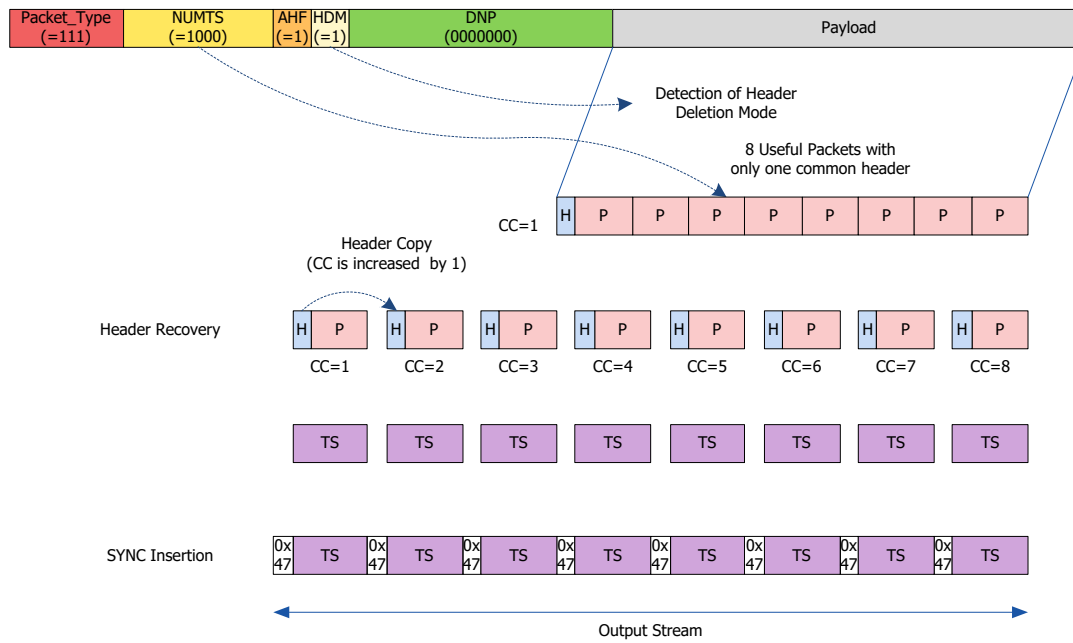 Packet_Type
(=111)
NUMTS
(=1000)
AHF
(=1)
HDM
(=1)
DNP
(0000000)
Payload
Detection of Header
Deletion Mode
8 Useful Packets with
only one common header
CC=1
H P P P P P P P P
Header Copy
(CC is increased by 1)
Header Recovery
H P H P H P H P H P H P H P H P
CC=1 CC=2 CC=3 CC=4 CC=5 CC=6 CC=7 CC=8
TS TS TS TS TS TS TS TS
SYNC Insertion
0x
47
TS
0x
47
TS
0x
47
TS
0x
47
TS
0x
47
TS
0x
47
TS
0x
47
TS
0x
47
TS
Output Stream